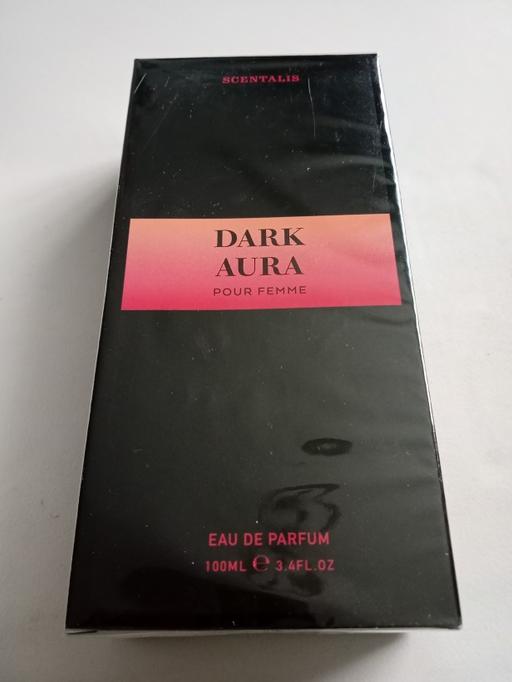 SCENTALIS
DARK
AURA
POUR FEMME
EAU DE PARFUM
100ML ℮ 3.4FL.OZ